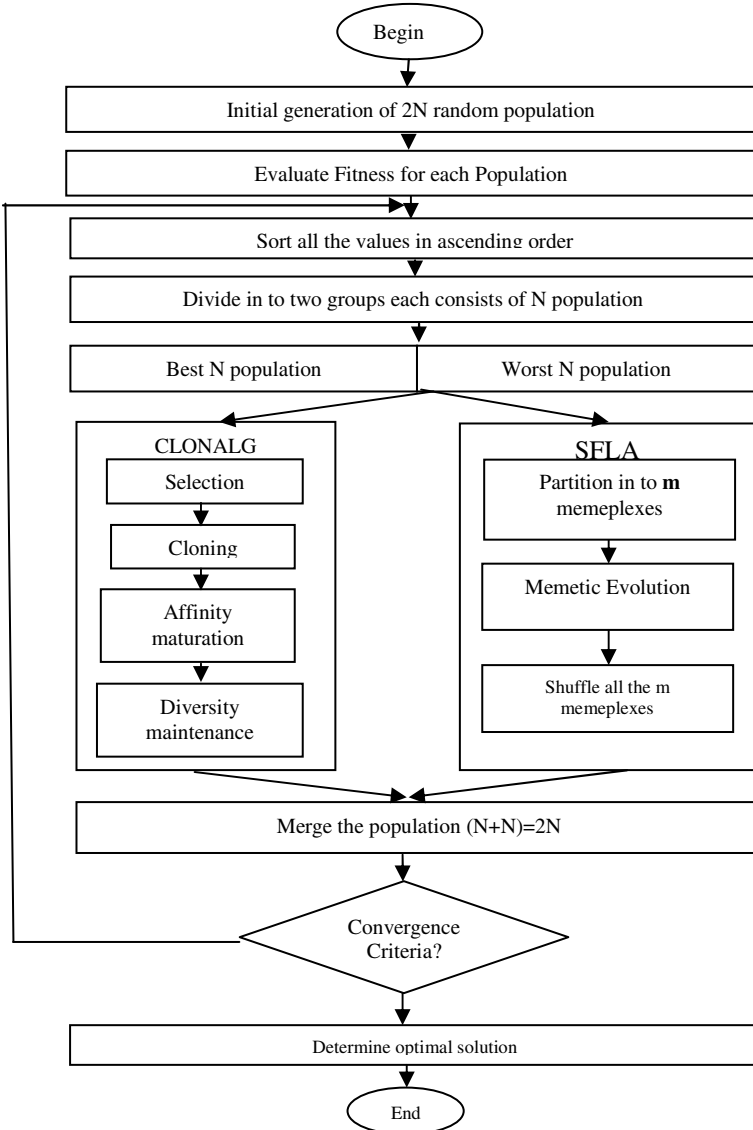 Begin
Initial generation of 2N random population
Evaluate Fitness for each Population
Sort all the values in ascending order
Divide in to two groups each consists of N population
Best N population
Worst N population
CLONALG
Selection
Cloning
Affinity
maturation
Diversity
maintenance
SFLA
Partition in to m
memeplexes
Memetic Evolution
Shuffle all the m
memeplexes
Merge the population (N+N)=2N
Convergence
Criteria?
Determine optimal solution
End